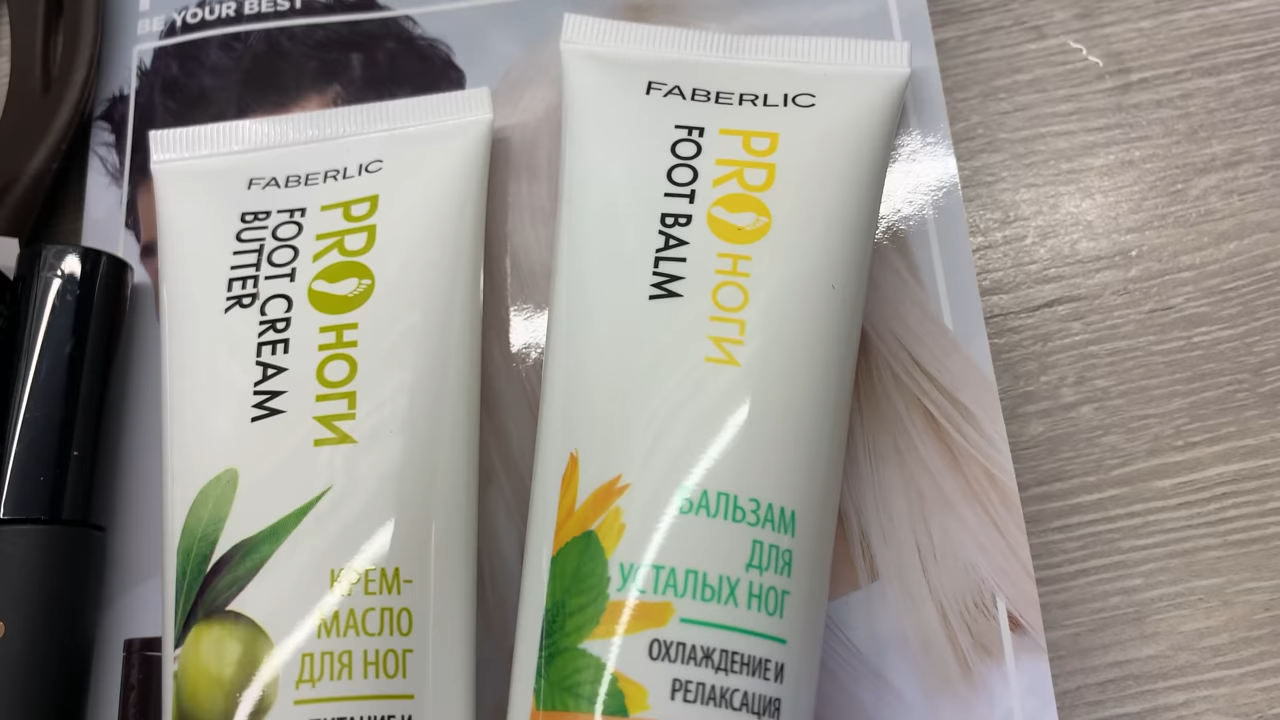 BE YOUR BEST
FABERLIC
PRO НОГИ
FOOT CREAM
BUTTER
КРЕМ-
МАСЛО
ДЛЯ НОГ
ПИТАНИЕ И
FABERLIC
PRO НОГИ
FOOT BALM
БАЛЬЗАМ
ДЛЯ
УСТАЛЫХ НОГ
ОХЛАЖДЕНИЕ И
РЕЛАКСАЦИЯ